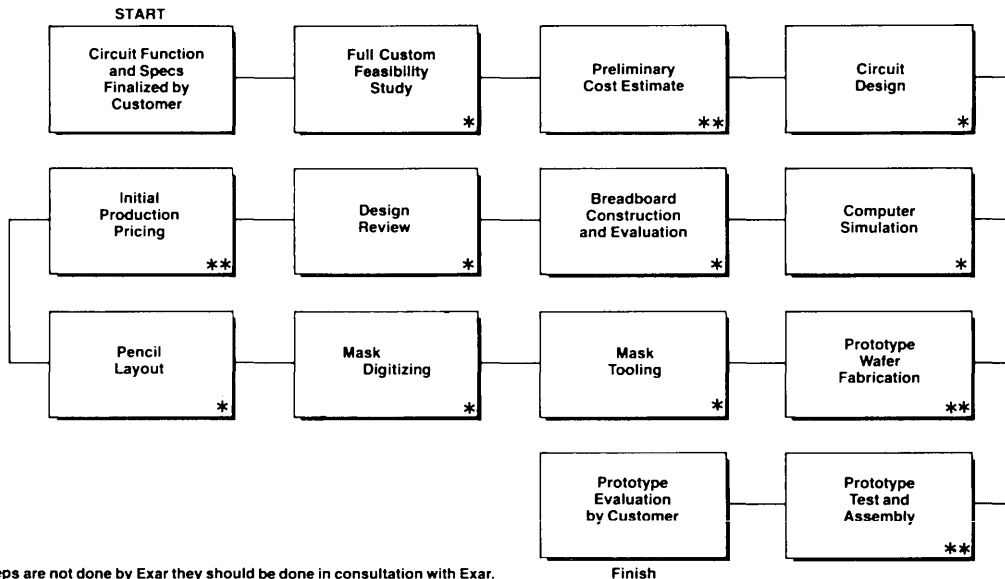 START
Circuit Function
and Specs
Finalized by
Customer
Full Custom
Feasibility
Study
*
Preliminary
Cost Estimate
**
Circuit
Design
*
Initial
Production
Pricing
**
Design
Review
*
Breadboard
Construction
and Evaluation
*
Computer
Simulation
*
Pencil
Layout
*
Mask
Digitizing
*
Mask
Tooling
*
Prototype
Wafer
Fabrication
**
Prototype
Evaluation
by Customer
Prototype
Test and
Assembly
**
are not done by Exar they should be done in consultation with Exar.
Finish